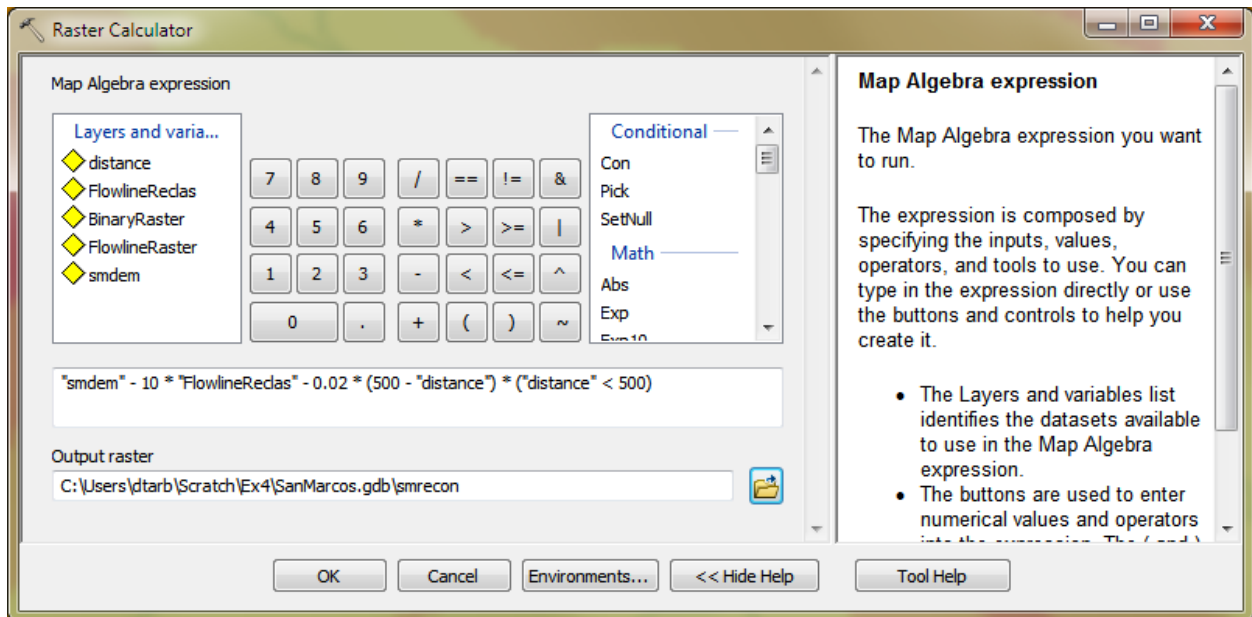 Raster Calculator
Map Algebra expression
Layers and varia...
distance
FlowlineReclas
BinaryRaster
FlowlineRaster
smdem
7 8 9 / == != &
4 5 6 * > >= |
1 2 3 - < <= ^
0 . + ( ) ~
Conditional
Con
Pick
SetNull
Math
Abs
Exp
Exp10
"smdem" - 10 * "FlowlineReclas" - 0.02 * (500 - "distance") * ("distance" < 500)
Output raster
C:\Users\dtarb\Scratch\Ex4\SanMarcos.gdb\smrecon
OK
Cancel
Environments...
<< Hide Help
Tool Help
Map Algebra expression
The Map Algebra expression you want
to run.
The expression is composed by
specifying the inputs, values,
operators, and tools to use. You can
type in the expression directly or use
the buttons and controls to help you
create it.
• The Layers and variables list
identifies the datasets available
to use in the Map Algebra
expression.
• The buttons are used to enter
numerical values and operators
into the expression. The ( and )